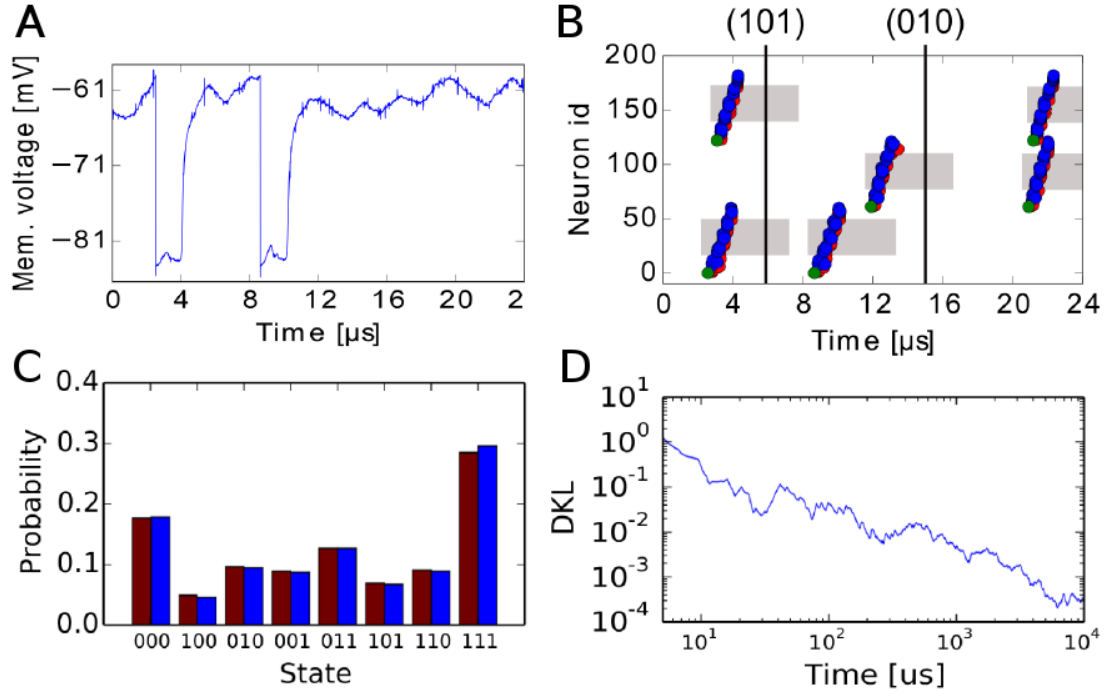 A
Mem. voltage [mV]
−61
−71
−81
0 4 8 12 16 20 2
Time [µs]
B
(101) (010)
Neuron id
200
150
100
50
0
0 4 8 12 16 20 24
Time [µs]
C
Probability
0.4
0.3
0.2
0.1
0.0
000 100 010 001 011 101 110 111
State
D
DKL
10^1
10^0
10^-1
10^-2
10^-3
10^-4
10^1 10^2 10^3 10^4
Time [us]